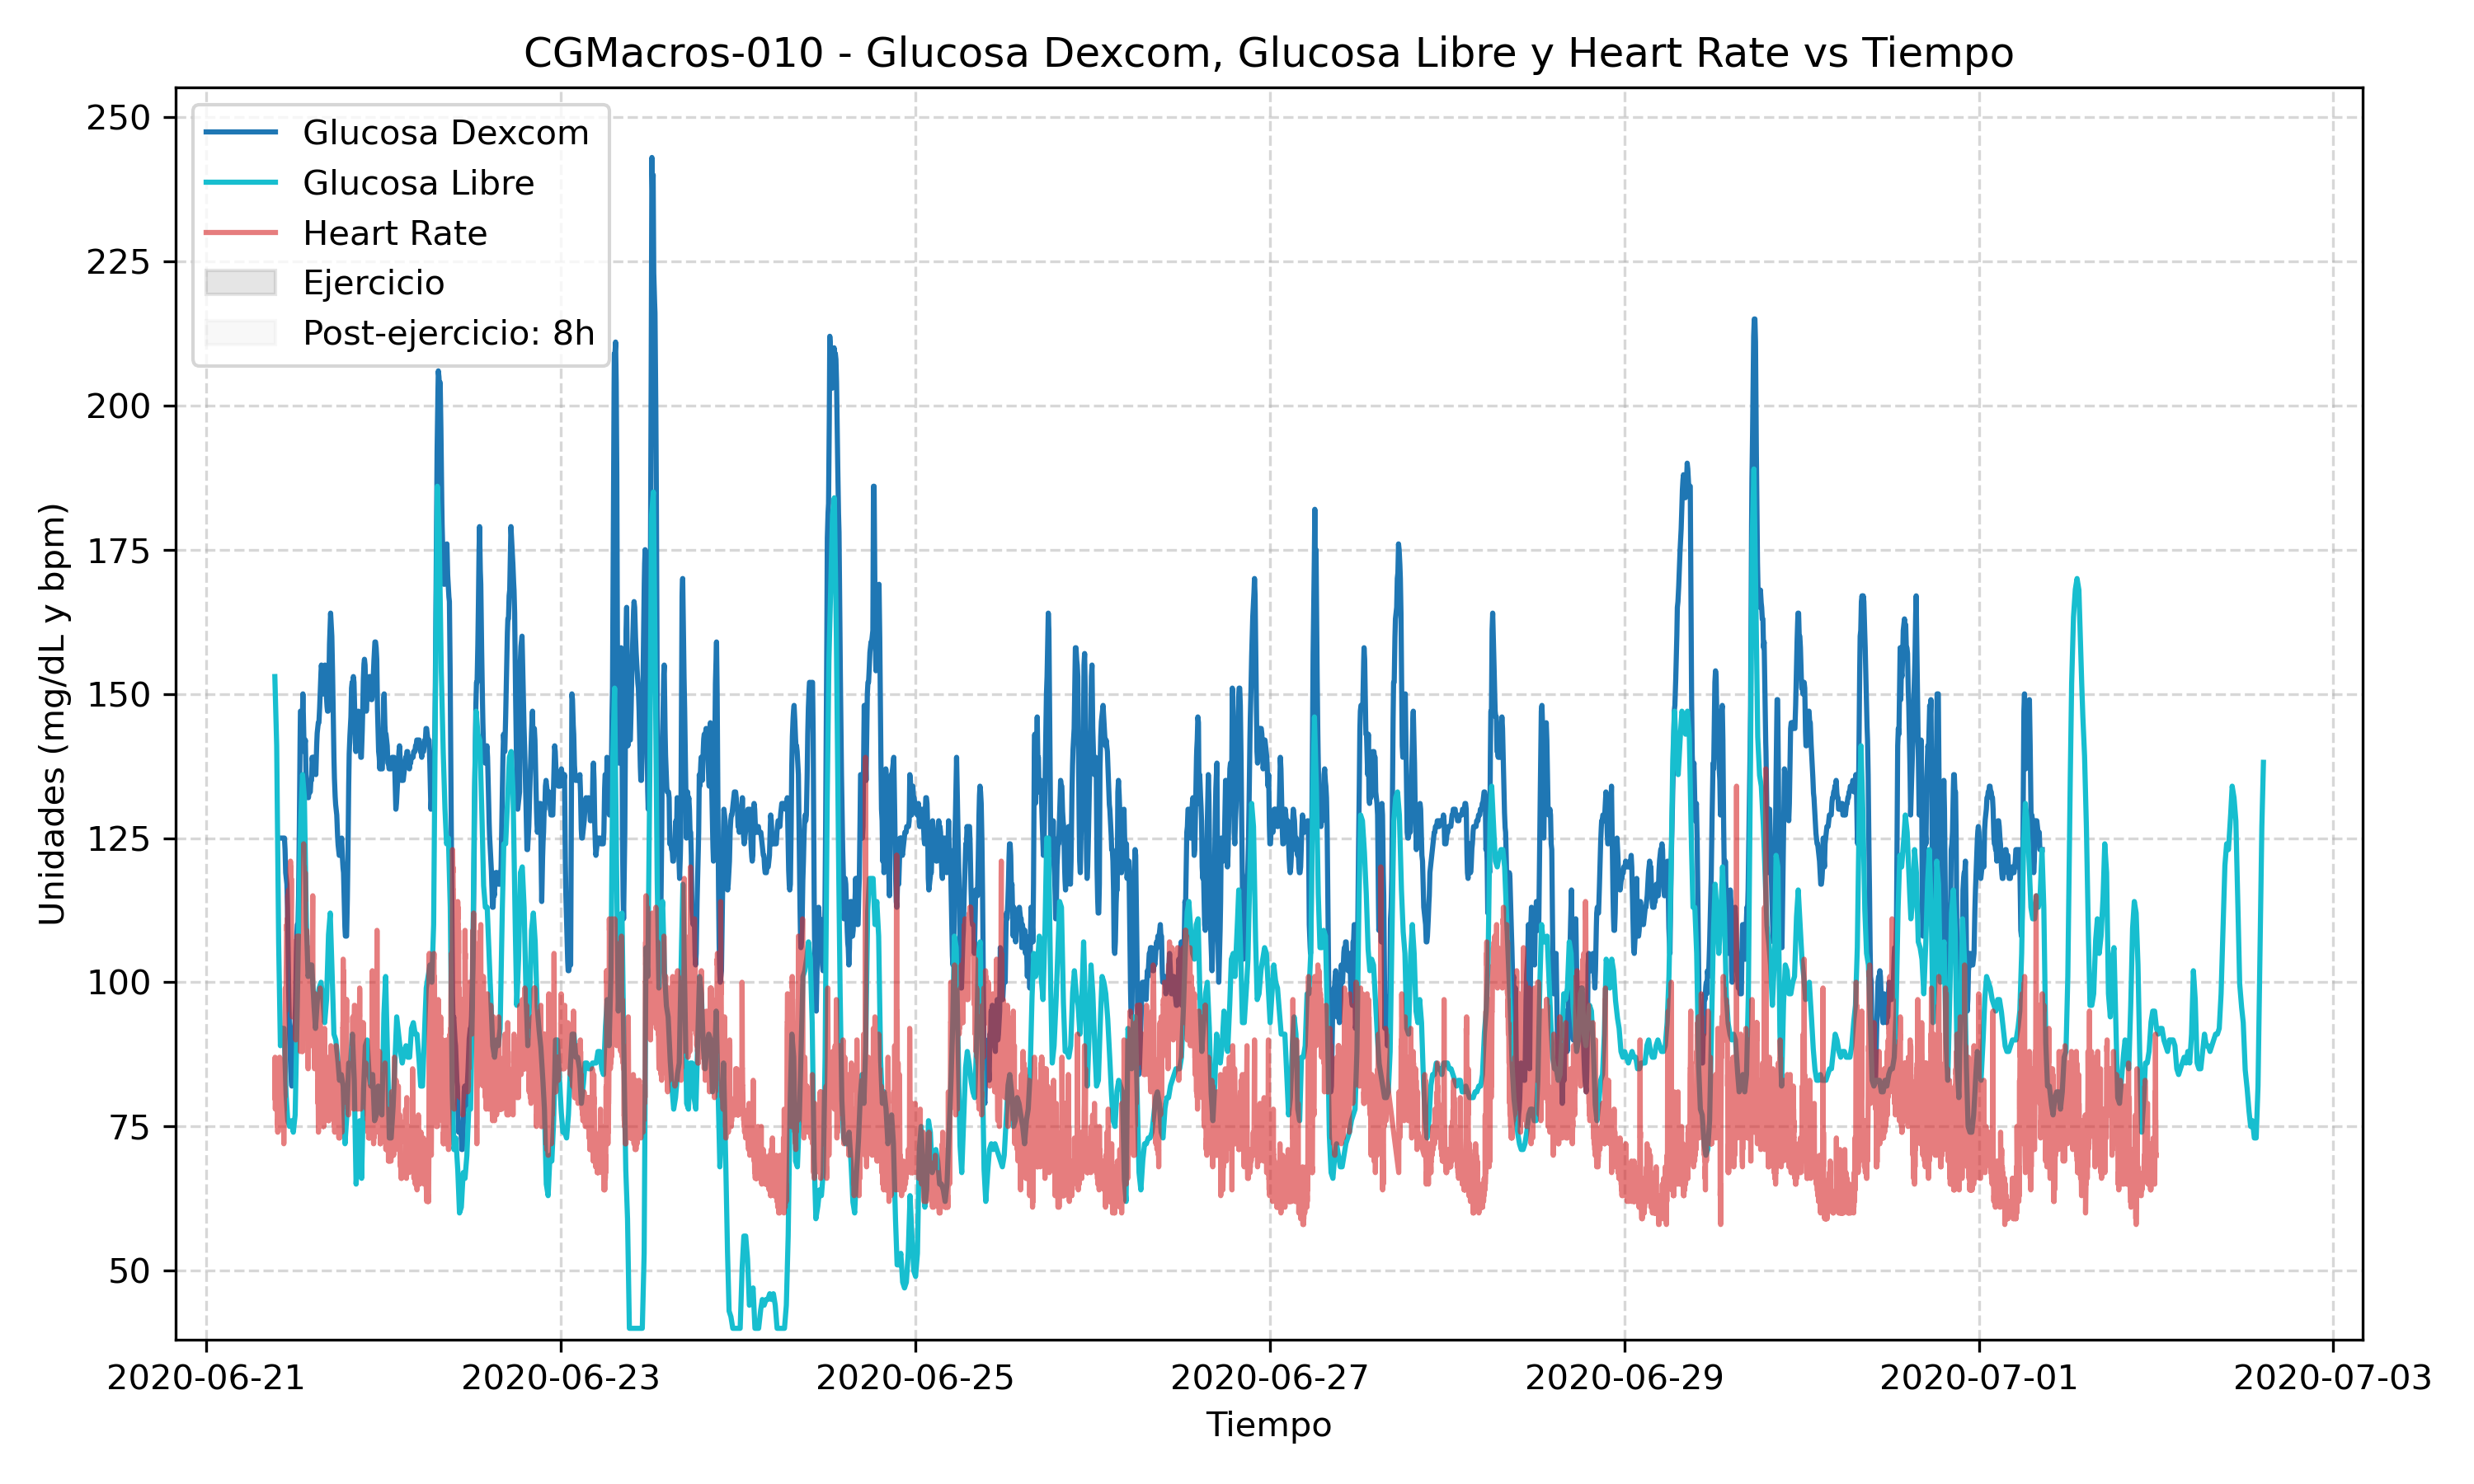 CGMacros-010 - Glucosa Dexcom, Glucosa Libre y Heart Rate vs Tiempo
Glucosa Dexcom
Glucosa Libre
Heart Rate
Ejercicio
Post-ejercicio: 8h
Unidades (mg/dL y bpm)
250
225
200
175
150
125
100
75
50
2020-06-21
2020-06-23
2020-06-25
2020-06-27
2020-06-29
2020-07-01
2020-07-03
Tiempo